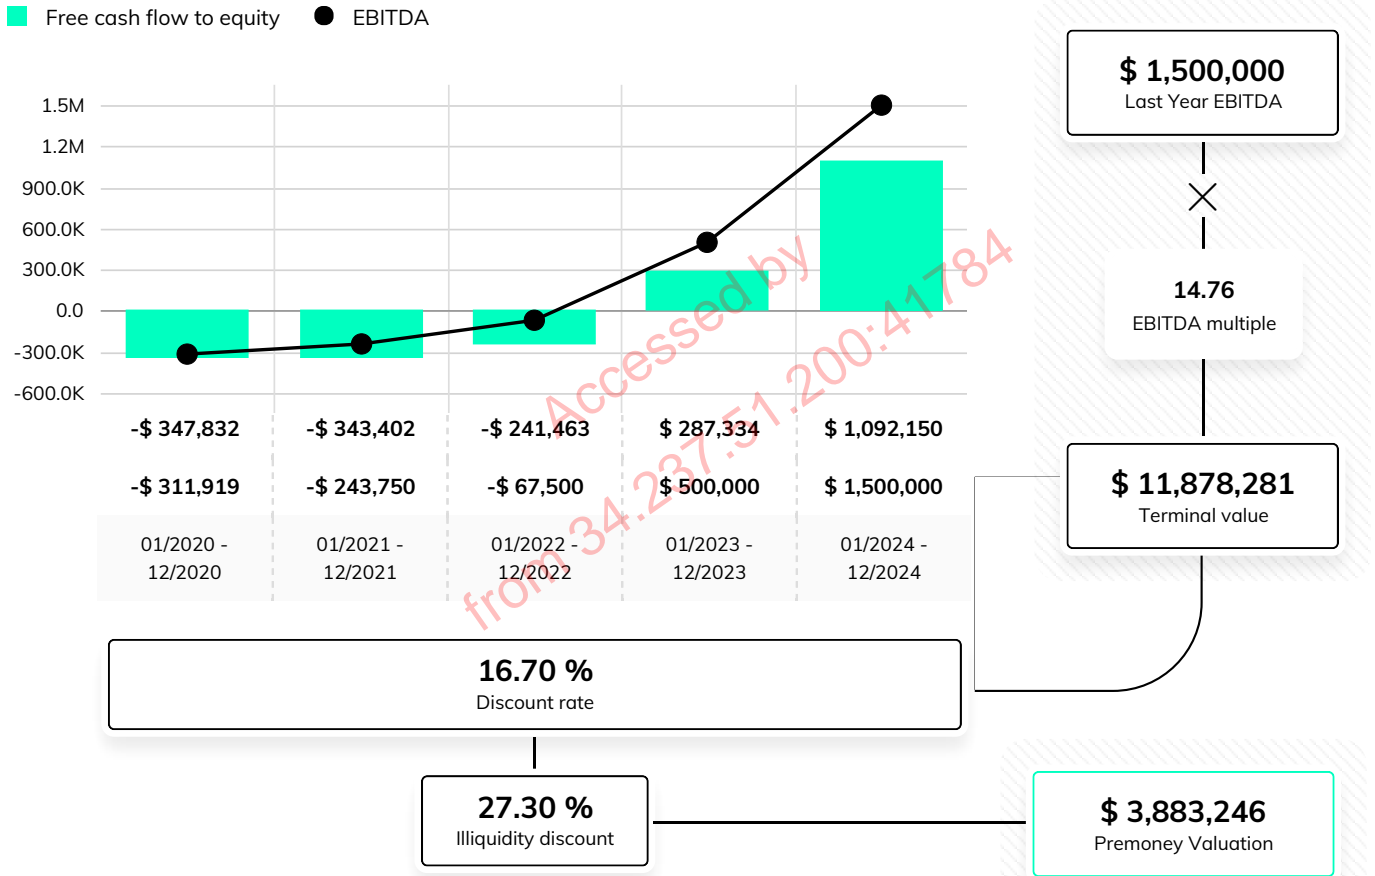 Free cash flow to equity EBITDA
1.5M
1.2M
900.0K
600.0K
300.0K
0.0
-300.0K
-600.0K
-$ 347,832 -$ 343,402 -$ 241,463 $ 287,334 $ 1,092,150
-$ 311,919 -$ 243,750 -$ 67,500 $ 500,000 $ 1,500,000
01/2020 - 01/2021 - 01/2022 - 01/2023 - 01/2024 -
12/2020 12/2021 12/2022 12/2023 12/2024
$ 1,500,000
Last Year EBITDA
14.76
EBITDA multiple
$ 11,878,281
Terminal value
16.70 %
Discount rate
27.30 %
Illiquidity discount
$ 3,883,246
Premoney Valuation
Accessed by
from 34.237.51.200:41784